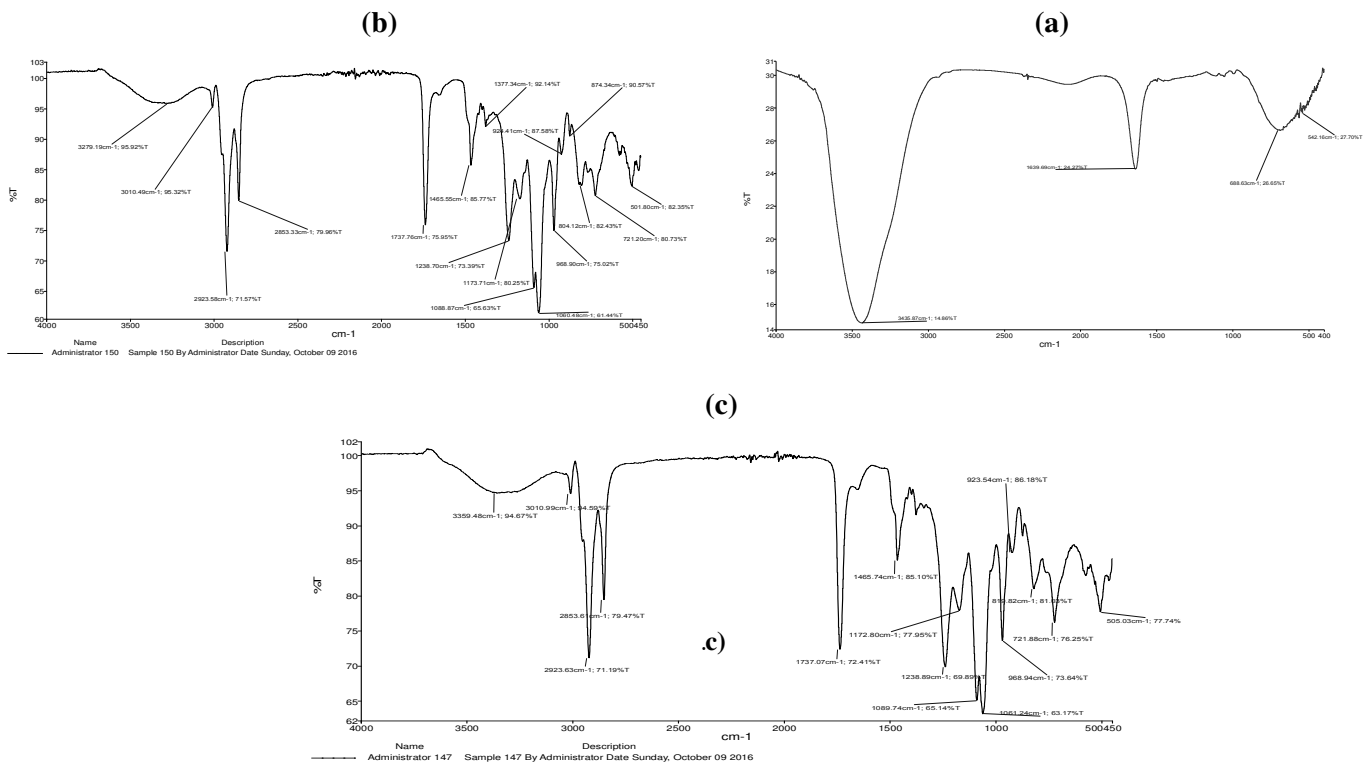 (b)
103
100
95
90
85
80
75
70
65
60
%T
3279.19cm-1; 95.92%T
3010.49cm-1; 95.32%T
2923.58cm-1; 71.57%T
2853.33cm-1; 79.96%T
1737.76cm-1; 75.95%T
1465.55cm-1; 85.77%T
1377.34cm-1; 92.14%T
1238.70cm-1; 73.39%T
1173.71cm-1; 80.25%T
1088.87cm-1; 65.63%T
1060.48cm-1; 61.44%T
968.90cm-1; 75.02%T
924.41cm-1; 87.58%T
874.34cm-1; 90.57%T
804.12cm-1; 82.43%T
721.20cm-1; 80.73%T
501.80cm-1; 82.35%T
4000 3500 3000 2500 2000 1500 1000 500450
cm-1
Name Description
Administrator 150 Sample 150 By Administrator Date Sunday, October 09 2016
(a)
31
30
28
26
24
22
20
18
16
14
%T
3435.87cm-1; 14.86%T
1639.69cm-1; 24.27%T
688.63cm-1; 26.65%T
542.16cm-1; 27.70%T
4000 3500 3000 2500 2000 1500 1000 500 400
cm-1
(c)
102
100
95
90
85
80
75
70
65
62
%T
3359.48cm-1; 94.67%T
3010.99cm-1; 94.59%T
2923.63cm-1; 71.19%T
2853.61cm-1; 79.47%T
1737.07cm-1; 72.41%T
1465.74cm-1; 85.10%T
1238.89cm-1; 69.89%T
1172.80cm-1; 77.95%T
1089.74cm-1; 65.14%T
1061.24cm-1; 63.17%T
968.94cm-1; 73.64%T
923.54cm-1; 86.18%T
819.82cm-1; 81.03%T
721.88cm-1; 76.25%T
505.03cm-1; 77.74%
.c)
4000 3500 3000 2500 2000 1500 1000 500450
cm-1
Name Description
Administrator 147 Sample 147 By Administrator Date Sunday, October 09 2016